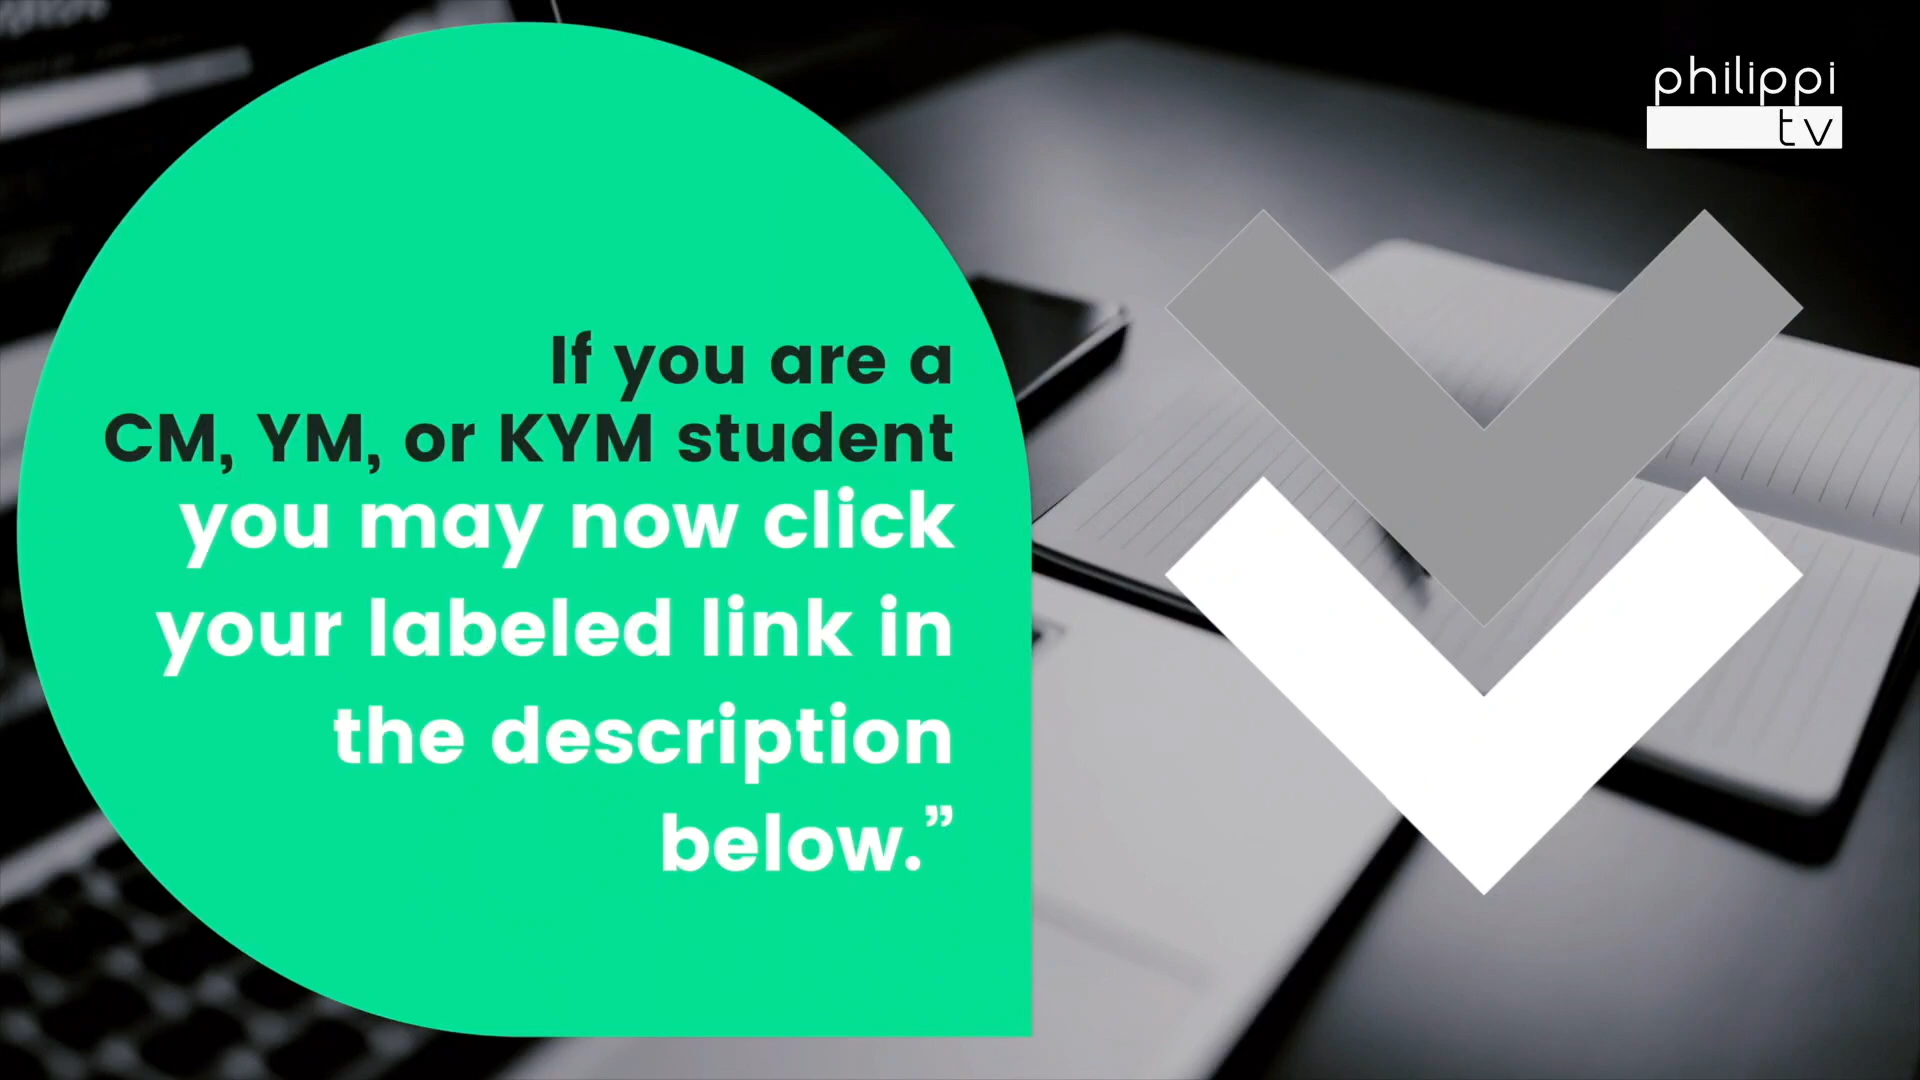 philippi
tv
If you are a
CM, YM, or KYM student
you may now click
your labeled link in
the description
below.”